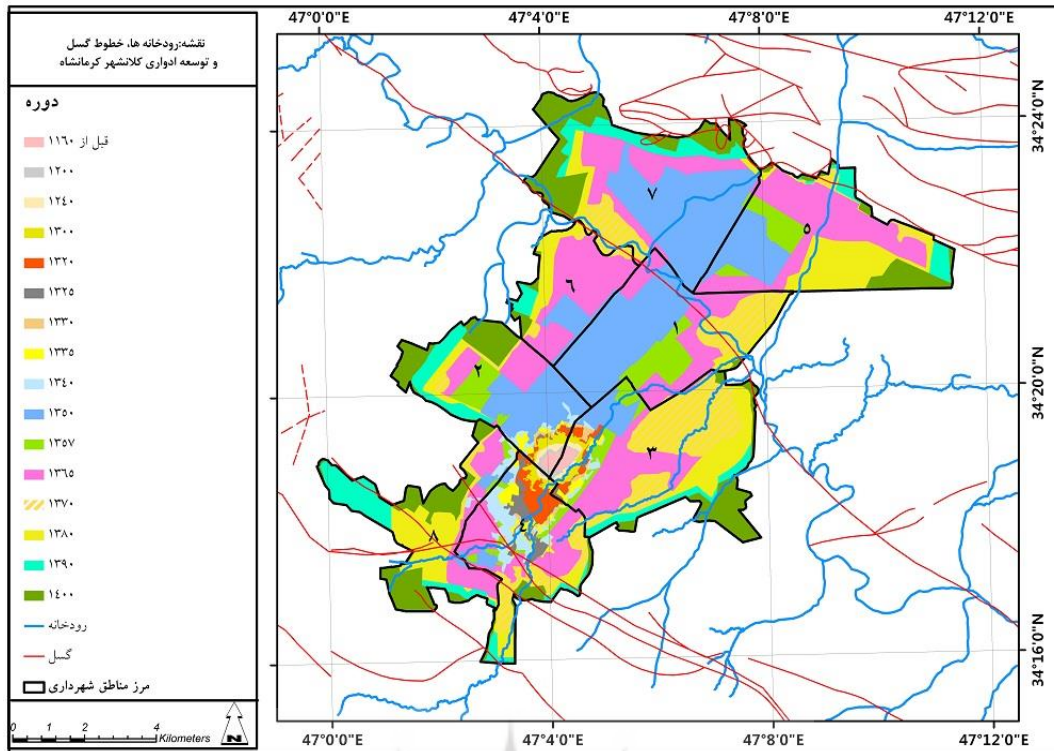 نقشه:رودخانه ها، خطوط گسل
و توسعه ادواری کلانشهر کرمانشاه
دوره
قبل از ۱۱۶۰
۱۲۰۰
۱۲۴۰
۱۳۰۰
۱۳۲۰
۱۳۲۵
۱۳۳۰
۱۳۳۵
۱۳۴۰
۱۳۵۰
۱۳۵۷
۱۳۶۵
۱۳۷۰
۱۳۸۰
۱۳۹۰
۱۴۰۰
رودخانه
گسل
مرز مناطق شهرداری
0 1 2 4
Kilometers
N
47°0'0"E 47°4'0"E 47°8'0"E 47°12'0"E
34°24'0"N
34°20'0"N
34°16'0"N
۷
۵
۶
۱
۲
۳
۴
۸
47°0'0"E 47°4'0"E 47°8'0"E 47°12'0"E